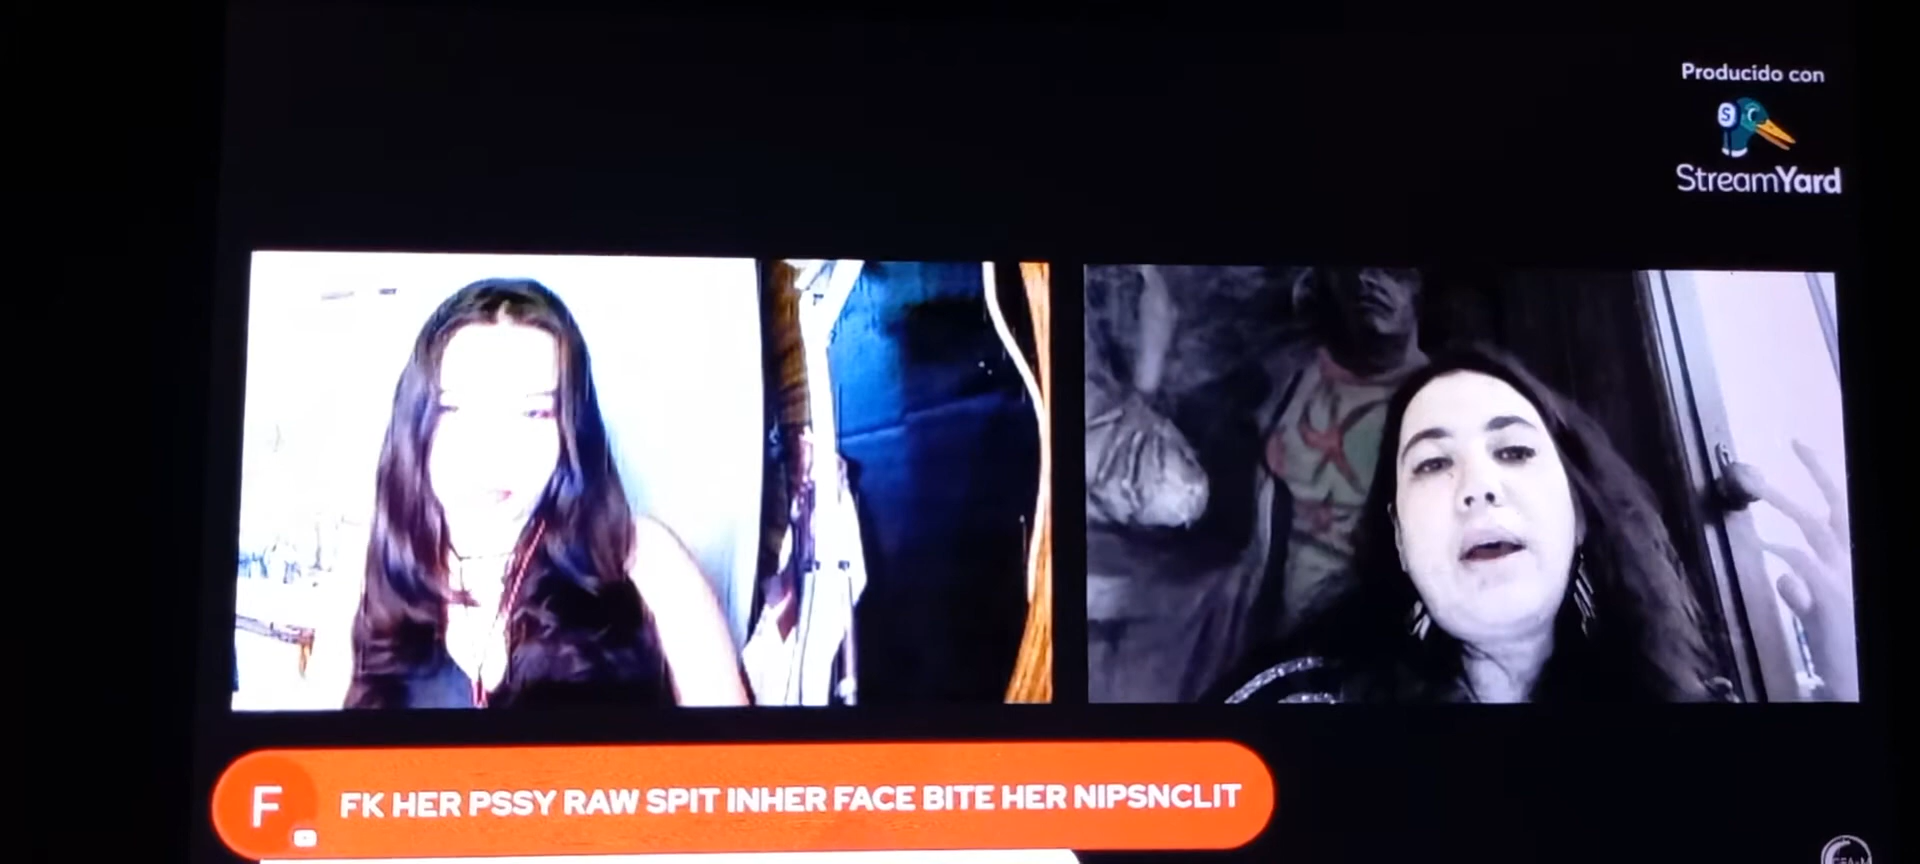 Producido con
S
StreamYard
F
FK HER PSSY RAW SPIT INHER FACE BITE HER NIPSNCLIT